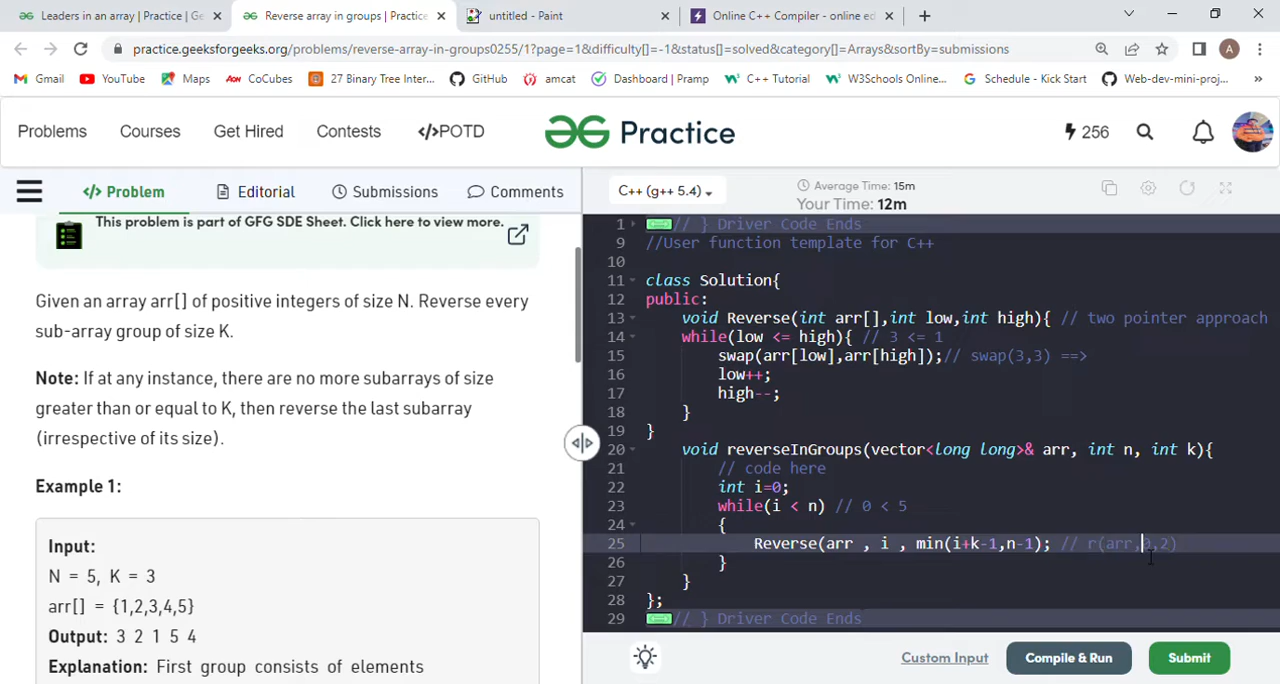 Leaders in an array | Practice | Ge
Reverse array in groups | Practice
untitled - Paint
Online C++ Compiler - online ed
practice.geeksforgeeks.org/problems/reverse-array-in-groups0255/1?page=1&difficulty[]=-1&status[]=solved&category[]=Arrays&sortBy=submissions
A
Gmail
YouTube
Maps
AON CoCubes
27 Binary Tree Inter...
GitHub
amcat
Dashboard | Pramp
C++ Tutorial
W3Schools Online...
Schedule - Kick Start
Web-dev-mini-proj...
»
Problems
Courses
Get Hired
Contests
</>POTD
Practice
256
</> Problem
Editorial
Submissions
Comments
This problem is part of GFG SDE Sheet. Click here to view more.
Given an array arr[] of positive integers of size N. Reverse every
sub-array group of size K.
Note: If at any instance, there are no more subarrays of size
greater than or equal to K, then reverse the last subarray
(irrespective of its size).
Example 1:
Input:
N = 5, K = 3
arr[] = {1,2,3,4,5}
Output: 3 2 1 5 4
Explanation: First group consists of elements
C++ (g++ 5.4)
Average Time: 15m
Your Time: 12m
1 // } Driver Code Ends
9 //User function template for C++
10
11 class Solution{
12 public:
13 void Reverse(int arr[],int low,int high){ // two pointer approach
14 while(low <= high){ // 3 <= 1
15 swap(arr[low],arr[high]);// swap(3,3) ==>
16 low++;
17 high--;
18 }
19 }
20 void reverseInGroups(vector<long long>& arr, int n, int k){
21 // code here
22 int i=0;
23 while(i < n) // 0 < 5
24 {
25 Reverse(arr , i , min(i+k-1,n-1); // r(arr,0,2)
26 }
27 }
28 };
29 // } Driver Code Ends
Custom Input
Compile & Run
Submit